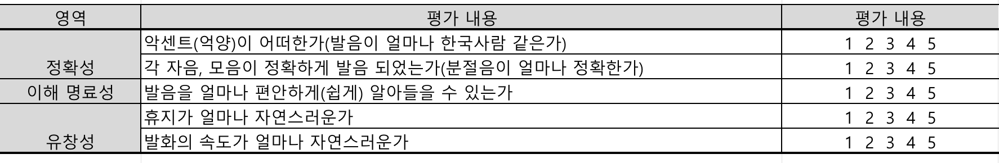 영역 평가 내용 평가 내용
악센트(억양)이 어떠한가(발음이 얼마나 한국사람 같은가) 1 2 3 4 5
정확성 각 자음, 모음이 정확하게 발음 되었는가(분절음이 얼마나 정확한가) 1 2 3 4 5
이해 명료성 발음을 얼마나 편안하게(쉽게) 알아들을 수 있는가 1 2 3 4 5
휴지가 얼마나 자연스러운가 1 2 3 4 5
유창성 발화의 속도가 얼마나 자연스러운가 1 2 3 4 5